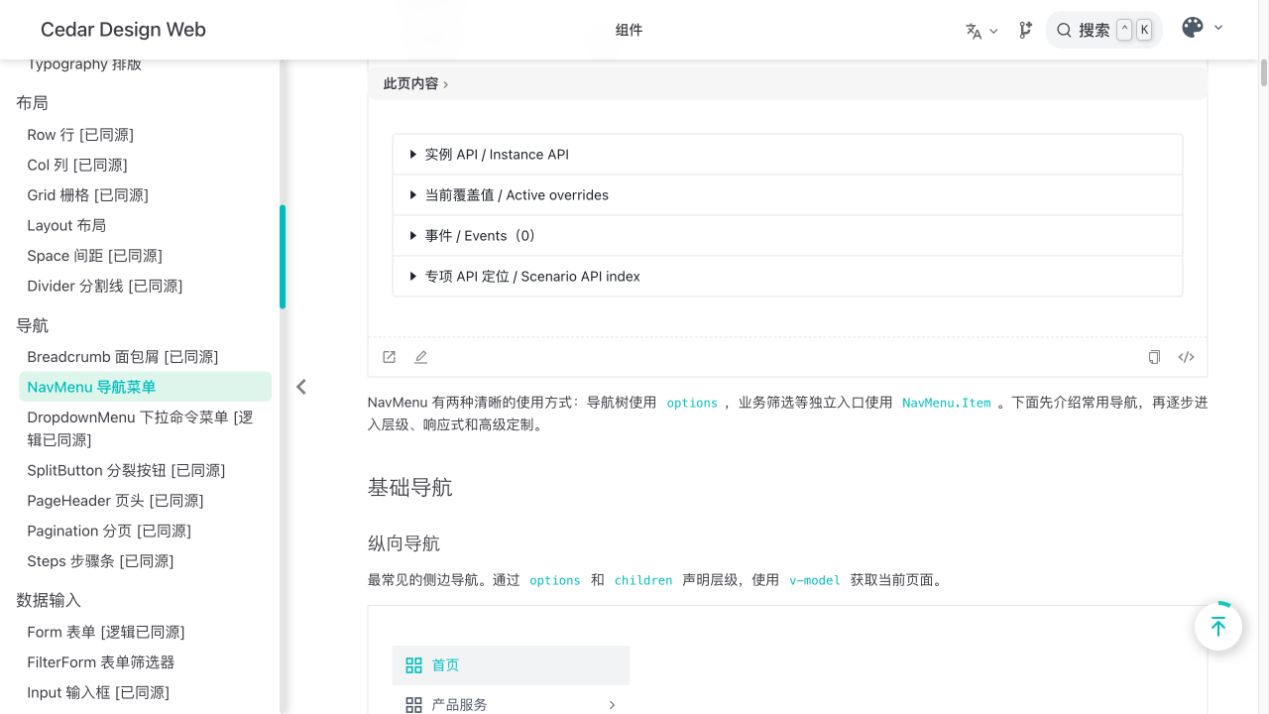 Cedar Design Web
组件
搜索 ^ K
Typography 排版
布局
Row 行 [已同源]
Col 列 [已同源]
Grid 栅格 [已同源]
Layout 布局
Space 间距 [已同源]
Divider 分割线 [已同源]
导航
Breadcrumb 面包屑 [已同源]
NavMenu 导航菜单
DropdownMenu 下拉命令菜单 [逻
辑已同源]
SplitButton 分裂按钮 [已同源]
PageHeader 页头 [已同源]
Pagination 分页 [已同源]
Steps 步骤条 [已同源]
数据输入
Form 表单 [逻辑已同源]
FilterForm 表单筛选器
Input 输入框 [已同源]
此页内容 ›
实例 API / Instance API
当前覆盖值 / Active overrides
事件 / Events（0）
专项 API 定位 / Scenario API index
NavMenu 有两种清晰的使用方式：导航树使用 options ，业务筛选等独立入口使用 NavMenu.Item 。下面先介绍常用导航，再逐步进
入层级、响应式和高级定制。
基础导航
纵向导航
最常见的侧边导航。通过 options 和 children 声明层级，使用 v-model 获取当前页面。
首页
产品服务